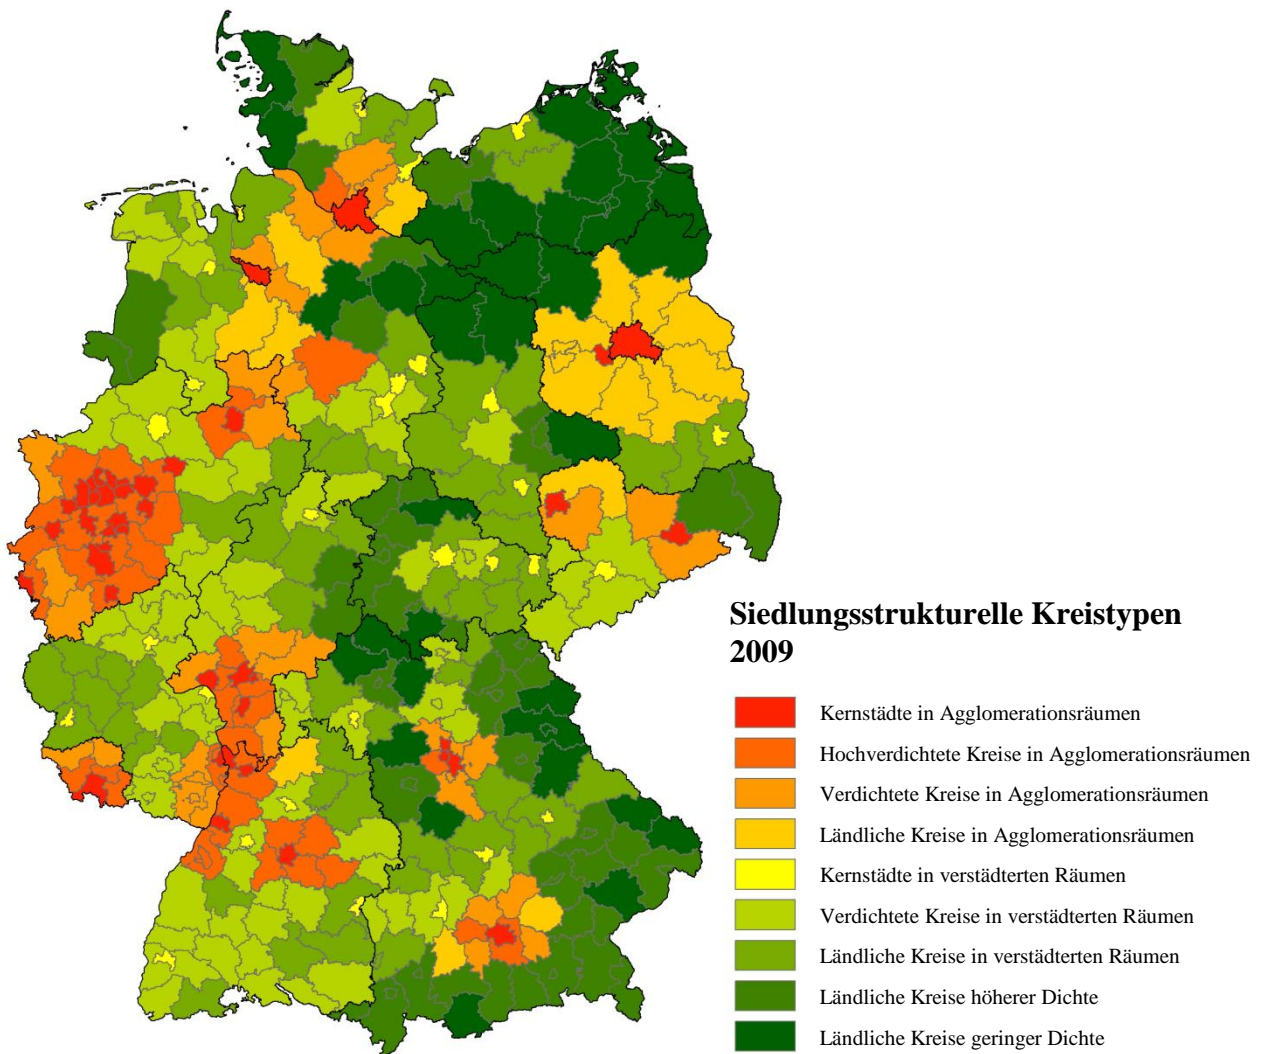 Siedlungsstrukturelle Kreistypen
2009
Kernstädte in Agglomerationsräumen
Hochverdichtete Kreise in Agglomerationsräumen
Verdichtete Kreise in Agglomerationsräumen
Ländliche Kreise in Agglomerationsräumen
Kernstädte in verstädterten Räumen
Verdichtete Kreise in verstädterten Räumen
Ländliche Kreise in verstädterten Räumen
Ländliche Kreise höherer Dichte
Ländliche Kreise geringer Dichte